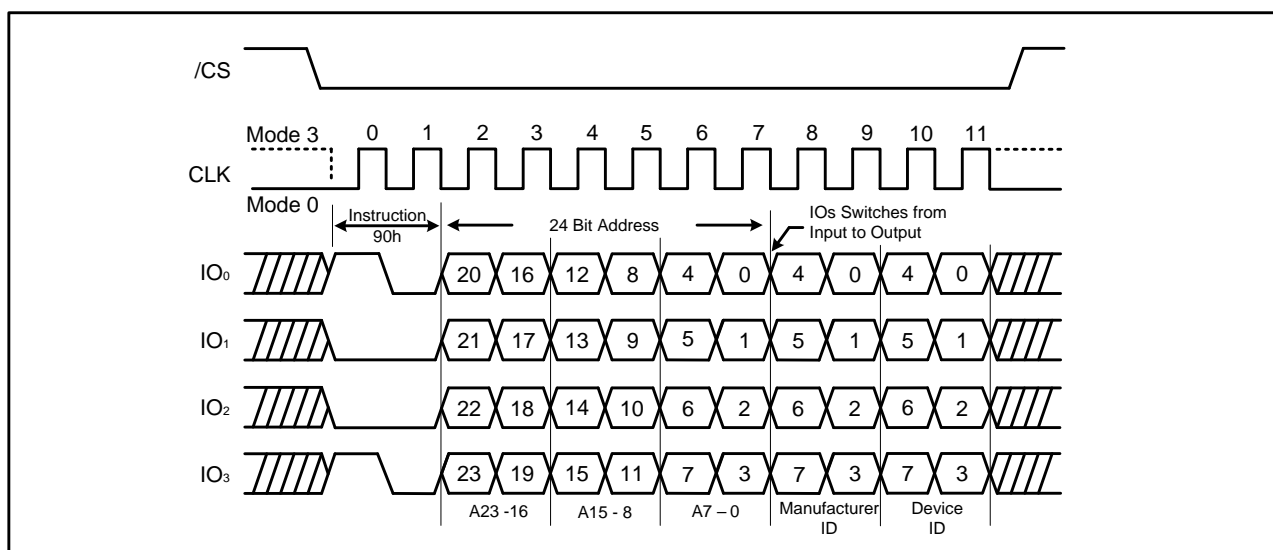 /CS
Mode 3 0 1 2 3 4 5 6 7 8 9 10 11
CLK
Mode 0
Instruction
90h
24 Bit Address
IOs Switches from
Input to Output
IO0 20 16 12 8 4 0 4 0 4 0
IO1 21 17 13 9 5 1 5 1 5 1
IO2 22 18 14 10 6 2 6 2 6 2
IO3 23 19 15 11 7 3 7 3 7 3
A23 -16 A15 - 8 A7 – 0 Manufacturer ID Device ID